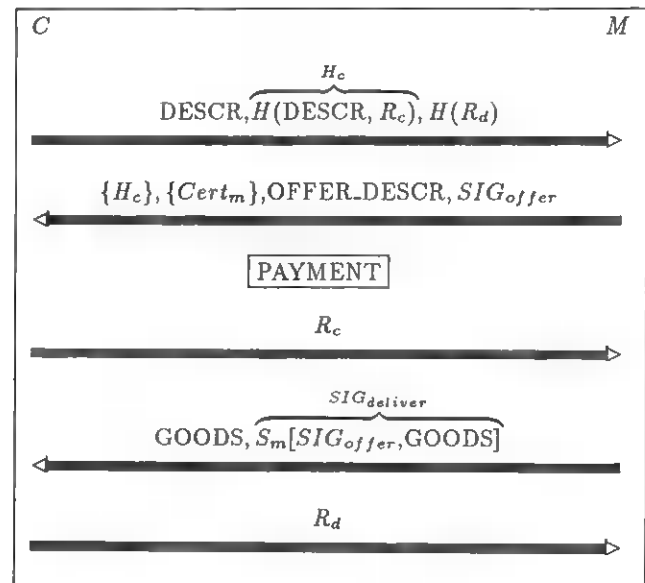 C M
H_c
DESCR, H(DESCR, R_c), H(R_d)
{H_c}, {Cert_m},OFFER_DESCR, SIG_offer
PAYMENT
R_c
SIG_deliver
GOODS, S_m[SIG_offer,GOODS]
R_d